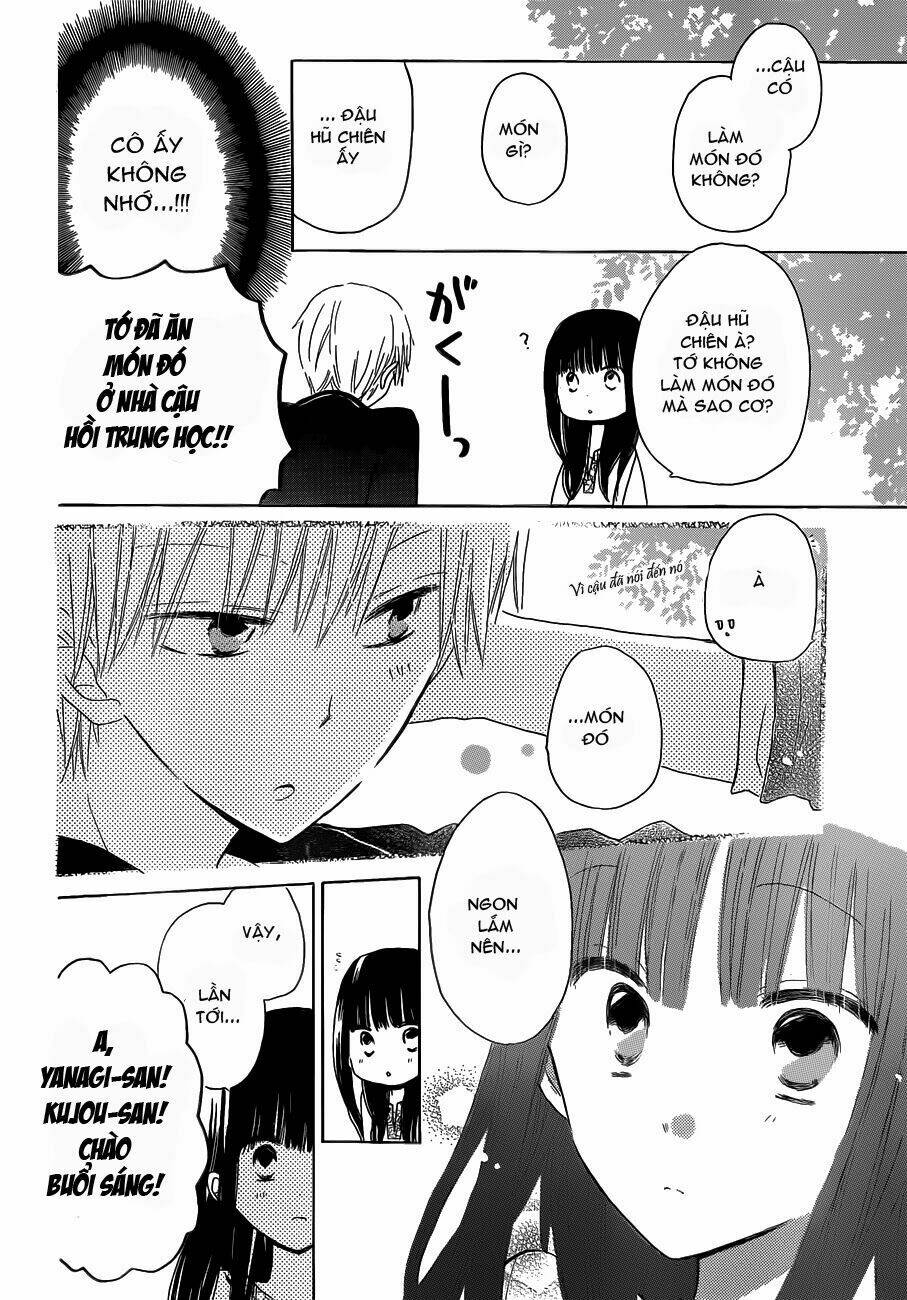 ...CẬU
CÓ
LÀM
MÓN ĐÓ
KHÔNG?
MÓN
GÌ?
... ĐẬU
HŨ CHIÊN
ẤY
CÔ ẤY
KHÔNG
NHỚ...!!!
ĐẬU HŨ
CHIÊN À?
TỚ KHÔNG
LÀM MÓN ĐÓ
MÀ SAO CƠ?
?
がくーっ
TỚ ĐÃ ĂN
MÓN ĐÓ
Ở NHÀ CẬU
HỒI TRUNG HỌC!!
À
Vì cậu đã nói đến nó
...MÓN
ĐÓ
NGON
LẮM
NÊN...
VẬY,
LẦN
TỚI...
A,
YANAGI-SAN!
KUJOU-SAN!
CHÀO
BUỔI SÁNG!